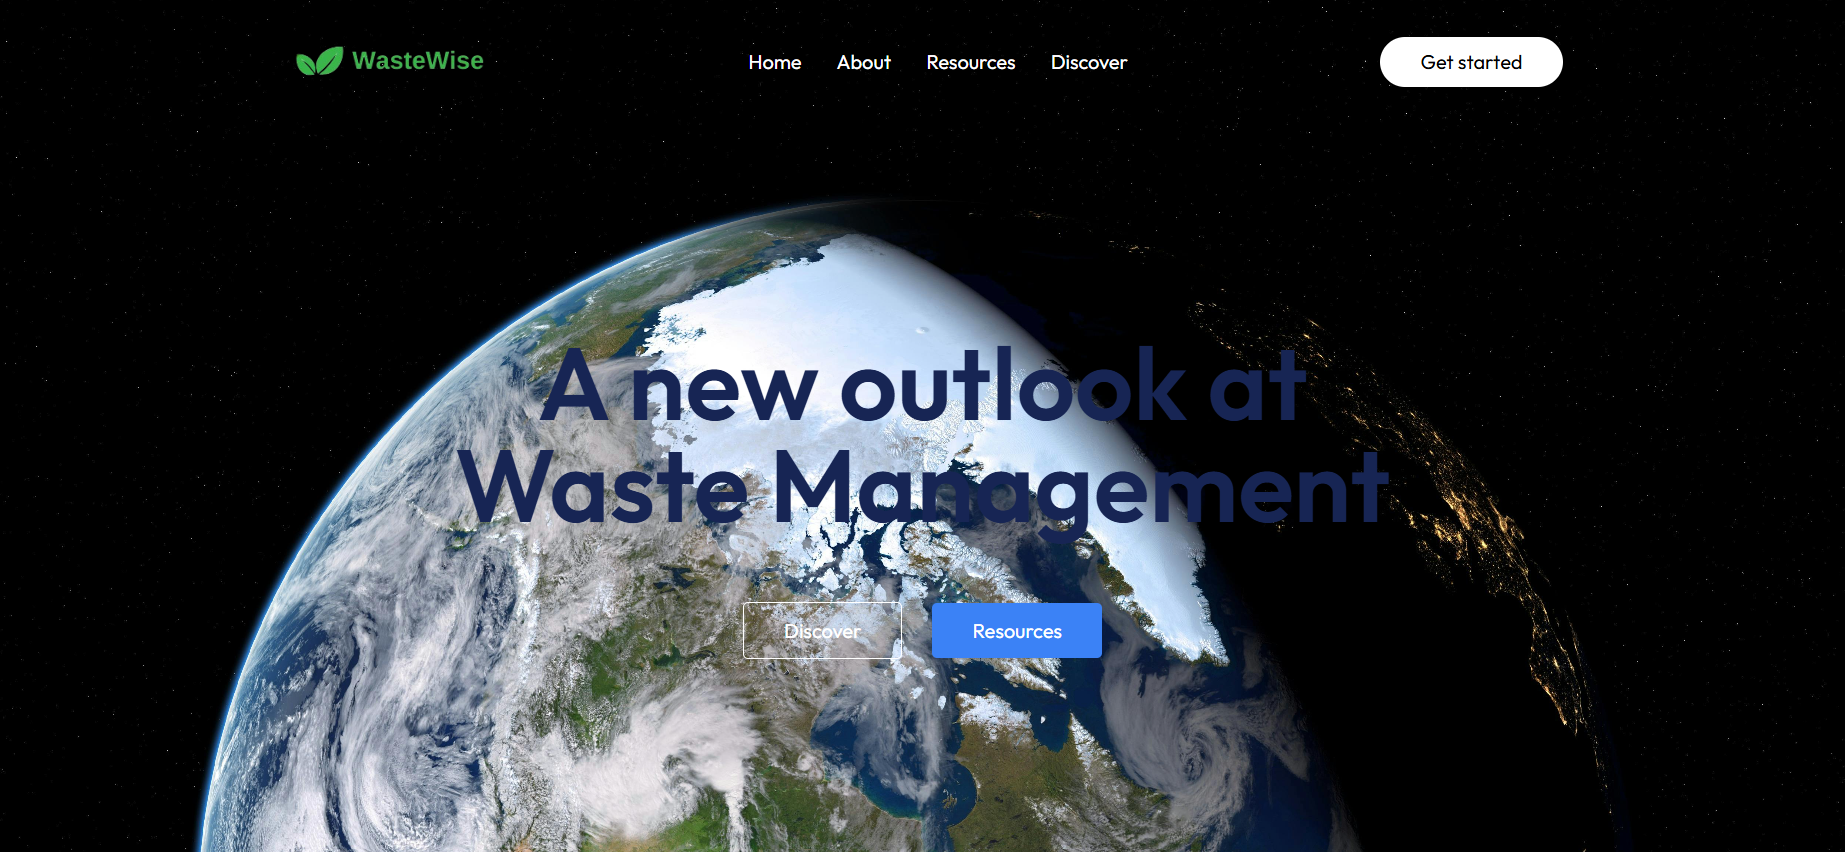 WasteWise
Home About Resources Discover
Get started
A new outlook at
Waste Management
Discover
Resources